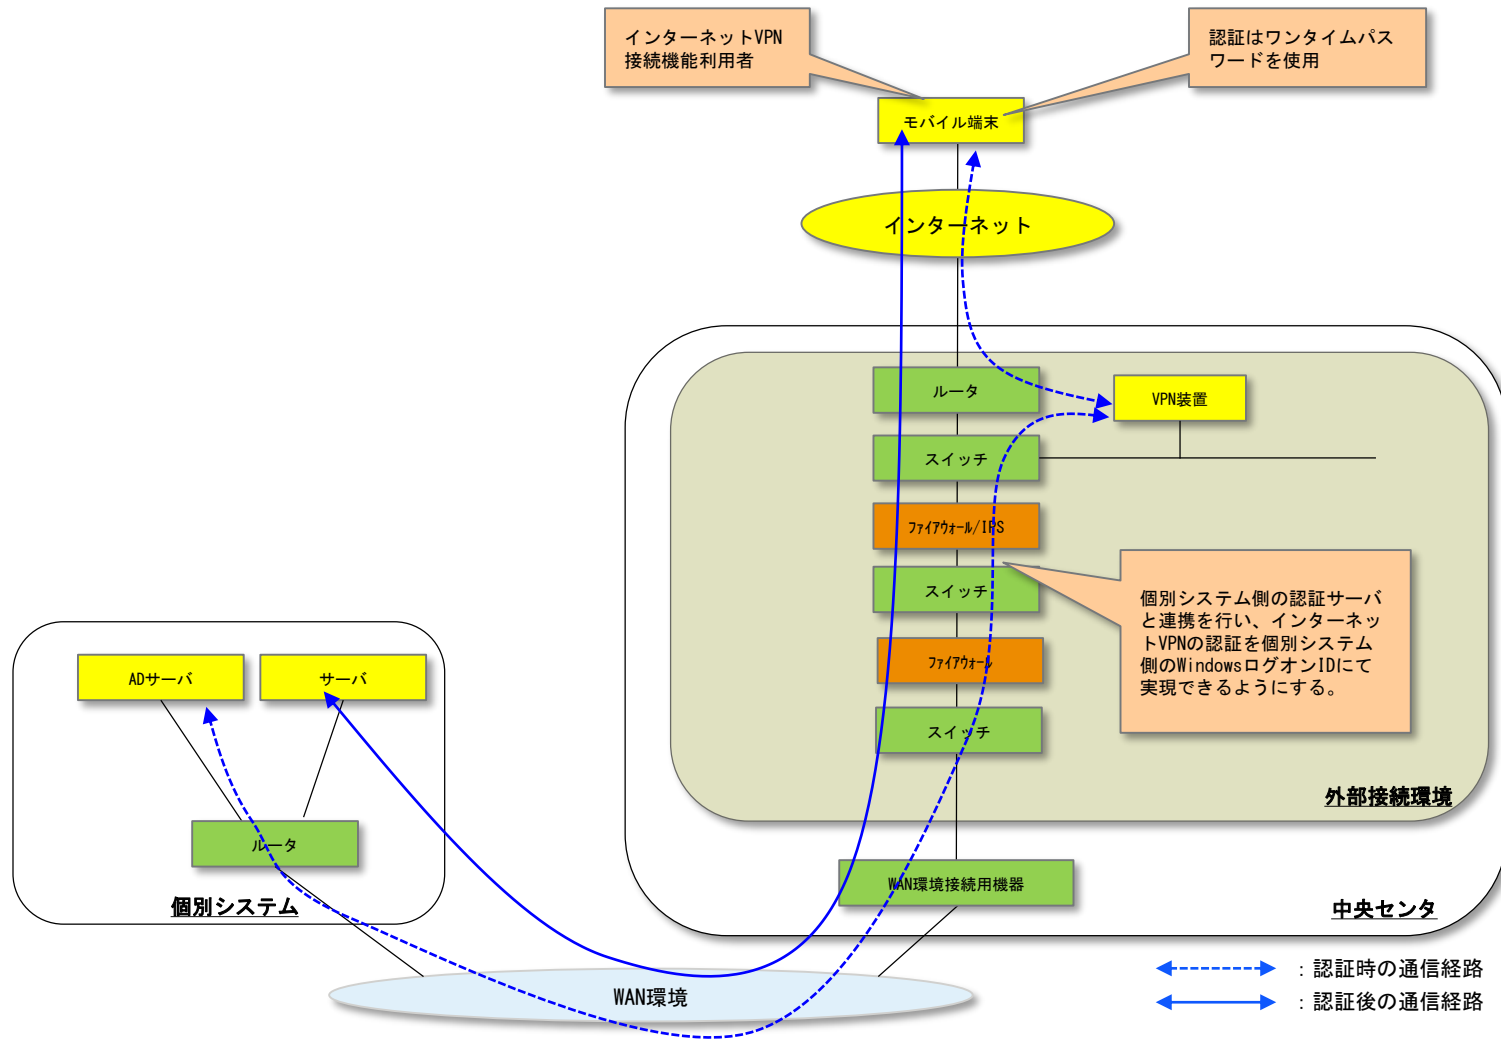 インターネットVPN
接続機能利用者
認証はワンタイムパス
ワードを使用
モバイル端末
インターネット
ルータ
VPN装置
スイッチ
ﾌｧｲｱｳｫｰﾙ/IPS
スイッチ
個別システム側の認証サーバ
と連携を行い、インターネッ
トVPNの認証を個別システム
側のWindowsログオンIDにて
実現できるようにする。
ﾌｧｲｱｳｫｰﾙ
スイッチ
外部接続環境
ADサーバ
サーバ
ルータ
個別システム
WAN環境接続用機器
中央センタ
WAN環境
：認証時の通信経路
：認証後の通信経路